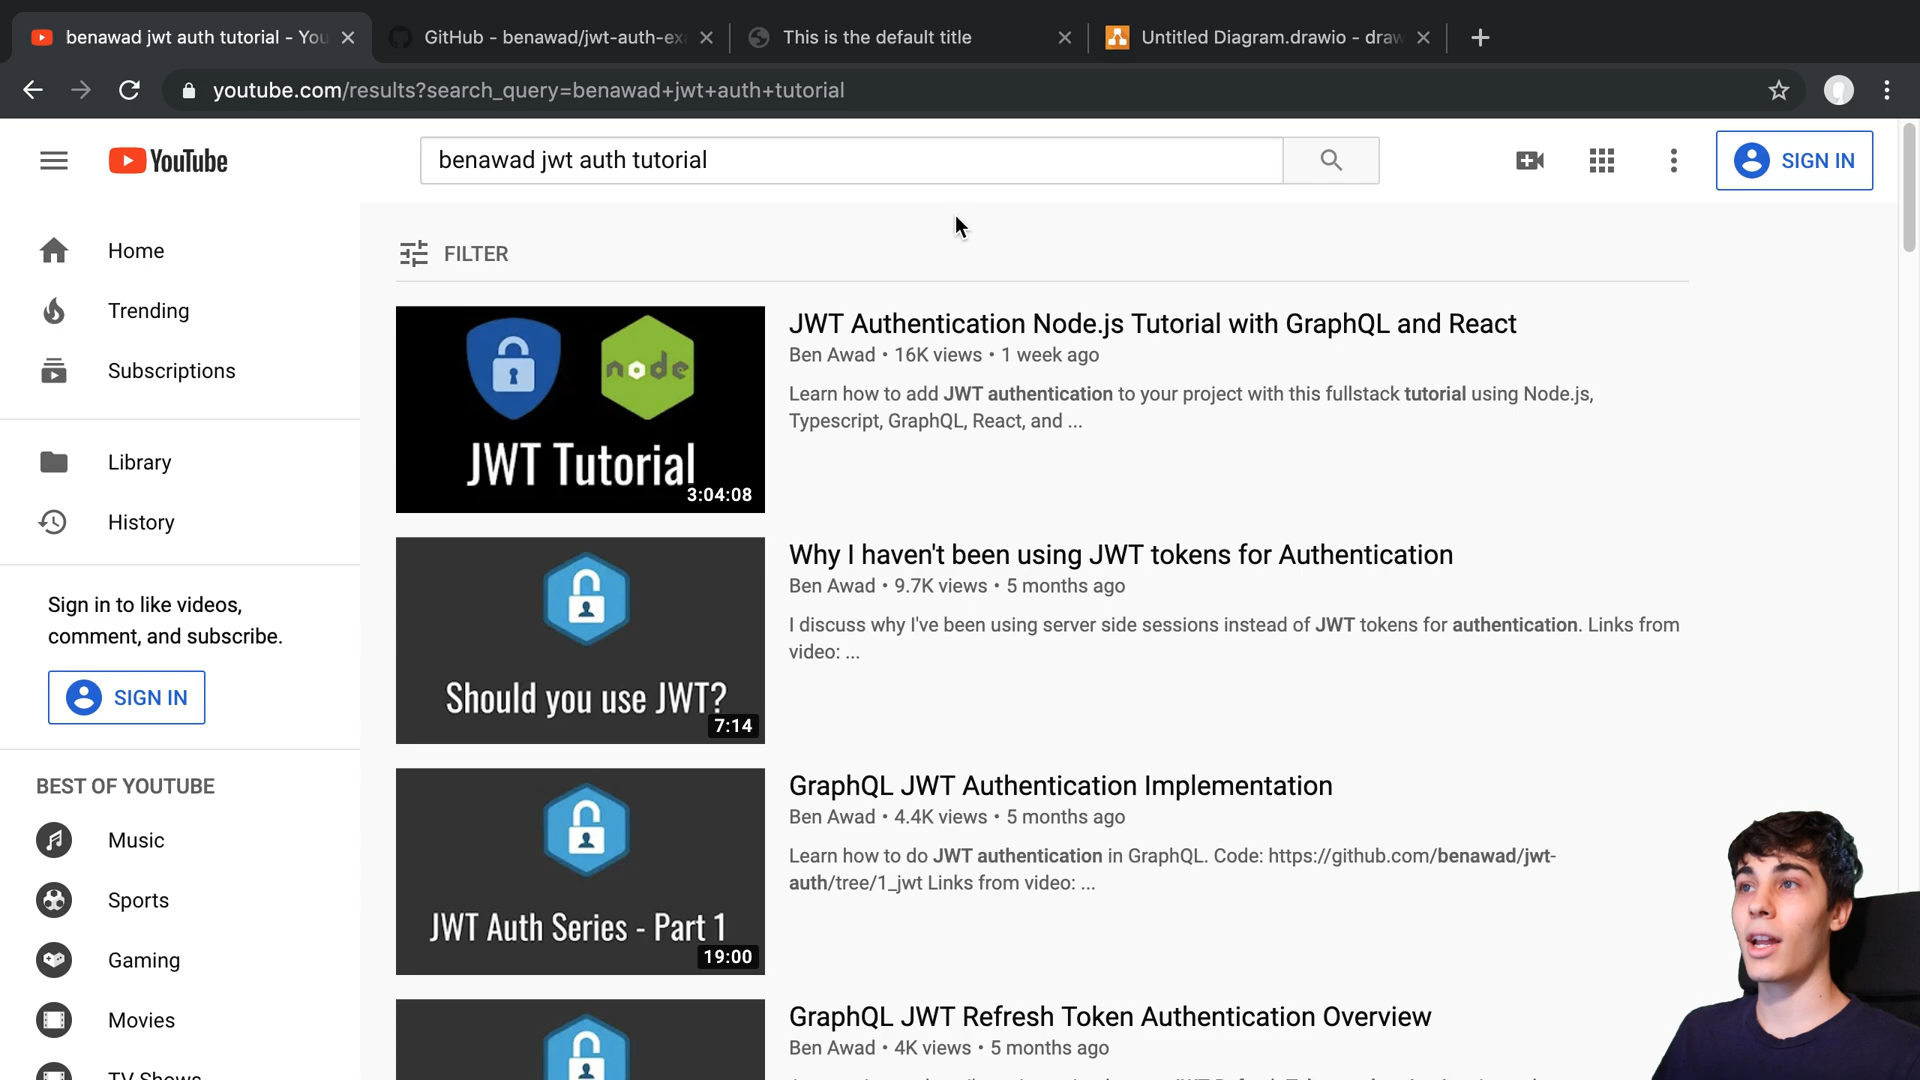 benawad jwt auth tutorial - You
GitHub - benawad/jwt-auth-exa
This is the default title
Untitled Diagram.drawio - draw
youtube.com/results?search_query=benawad+jwt+auth+tutorial
YouTube
benawad jwt auth tutorial
SIGN IN
Home
Trending
Subscriptions
Library
History
Sign in to like videos,
comment, and subscribe.
SIGN IN
BEST OF YOUTUBE
Music
Sports
Gaming
Movies
TV Shows
FILTER
node
JWT Tutorial
3:04:08
JWT Authentication Node.js Tutorial with GraphQL and React
Ben Awad • 16K views • 1 week ago
Learn how to add JWT authentication to your project with this fullstack tutorial using Node.js,
Typescript, GraphQL, React, and ...
Should you use JWT?
7:14
Why I haven't been using JWT tokens for Authentication
Ben Awad • 9.7K views • 5 months ago
I discuss why I've been using server side sessions instead of JWT tokens for authentication. Links from
video: ...
JWT Auth Series - Part 1
19:00
GraphQL JWT Authentication Implementation
Ben Awad • 4.4K views • 5 months ago
Learn how to do JWT authentication in GraphQL. Code: https://github.com/benawad/jwt-
auth/tree/1_jwt Links from video: ...
GraphQL JWT Refresh Token Authentication Overview
Ben Awad • 4K views • 5 months ago